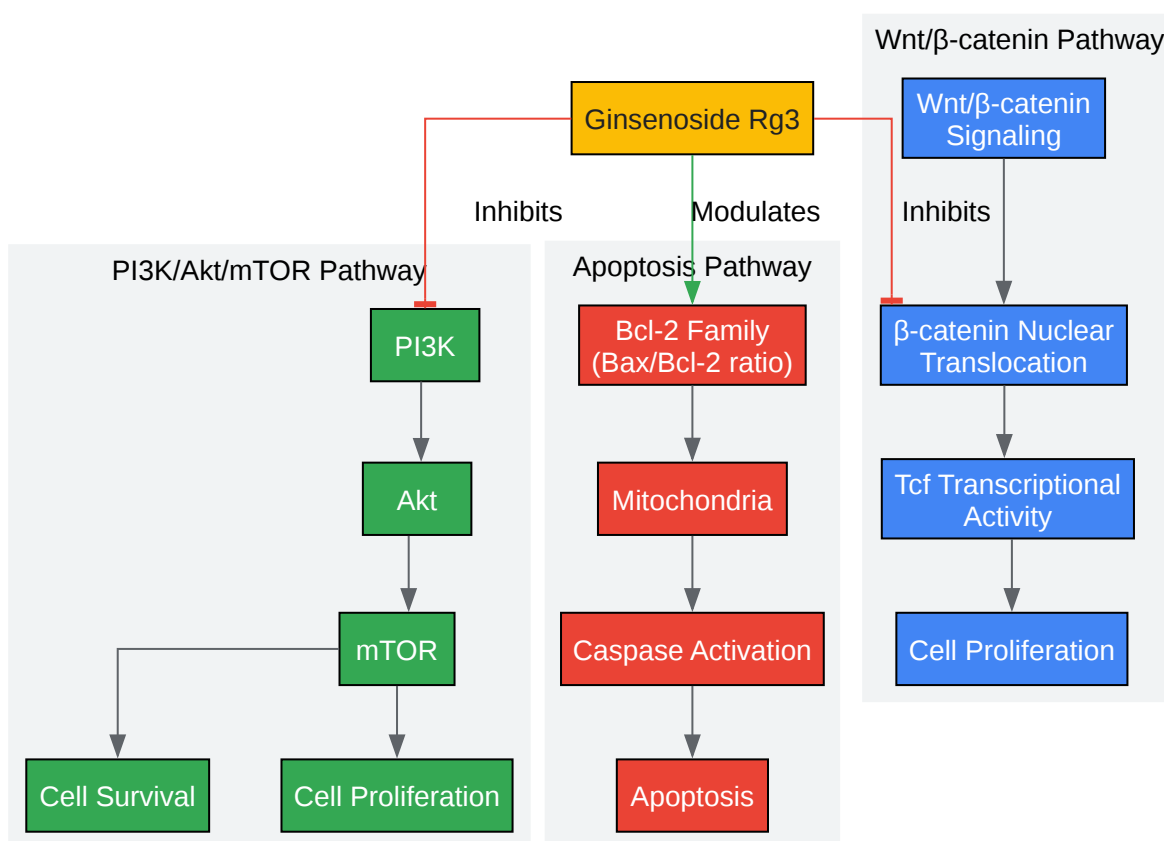 Wnt/β-catenin Pathway
Ginsenoside Rg3
Wnt/β-catenin
Signaling
Inhibits
Modulates
Inhibits
PI3K/Akt/mTOR Pathway
Apoptosis Pathway
PI3K
Bcl-2 Family
(Bax/Bcl-2 ratio)
β-catenin Nuclear
Translocation
Akt
Mitochondria
Tcf Transcriptional
Activity
mTOR
Caspase Activation
Cell Proliferation
Cell Survival
Cell Proliferation
Apoptosis